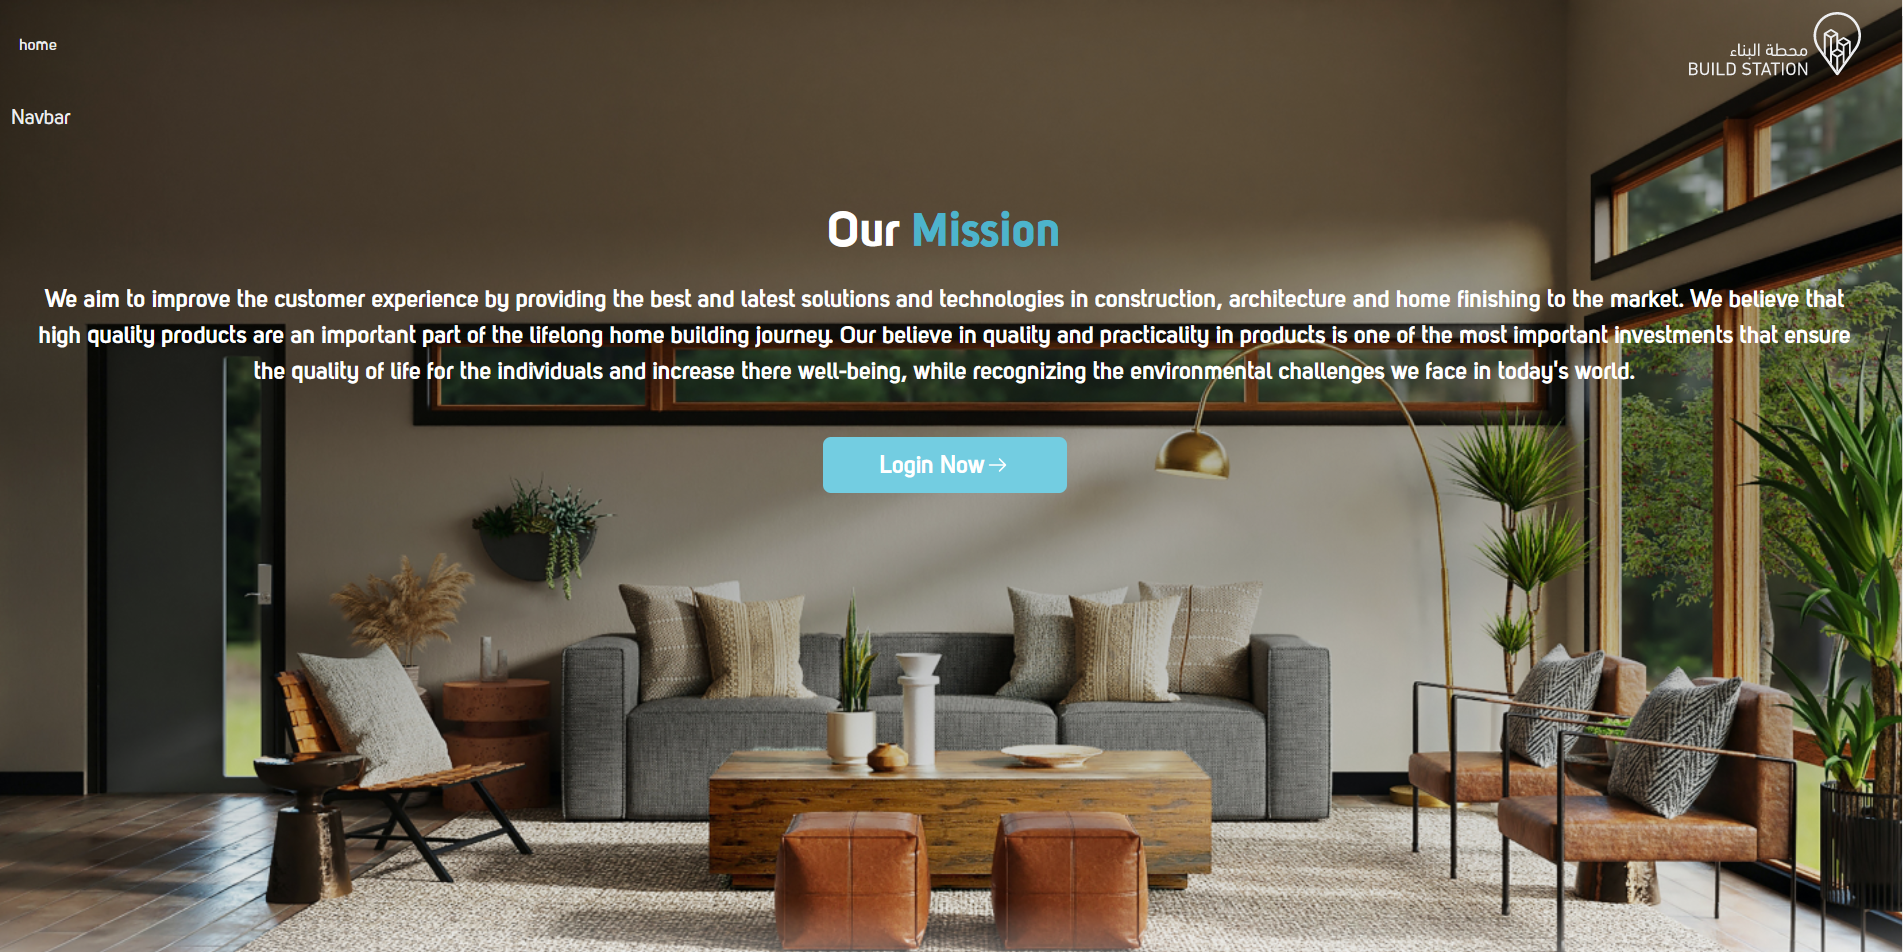 home
محطة البناء
BUILD STATION
Navbar
Our Mission
We aim to improve the customer experience by providing the best and latest solutions and technologies in construction, architecture and home finishing to the market. We believe that
high quality products are an important part of the lifelong home building journey. Our believe in quality and practicality in products is one of the most important investments that ensure
the quality of life for the individuals and increase there well-being, while recognizing the environmental challenges we face in today's world.
Login Now →